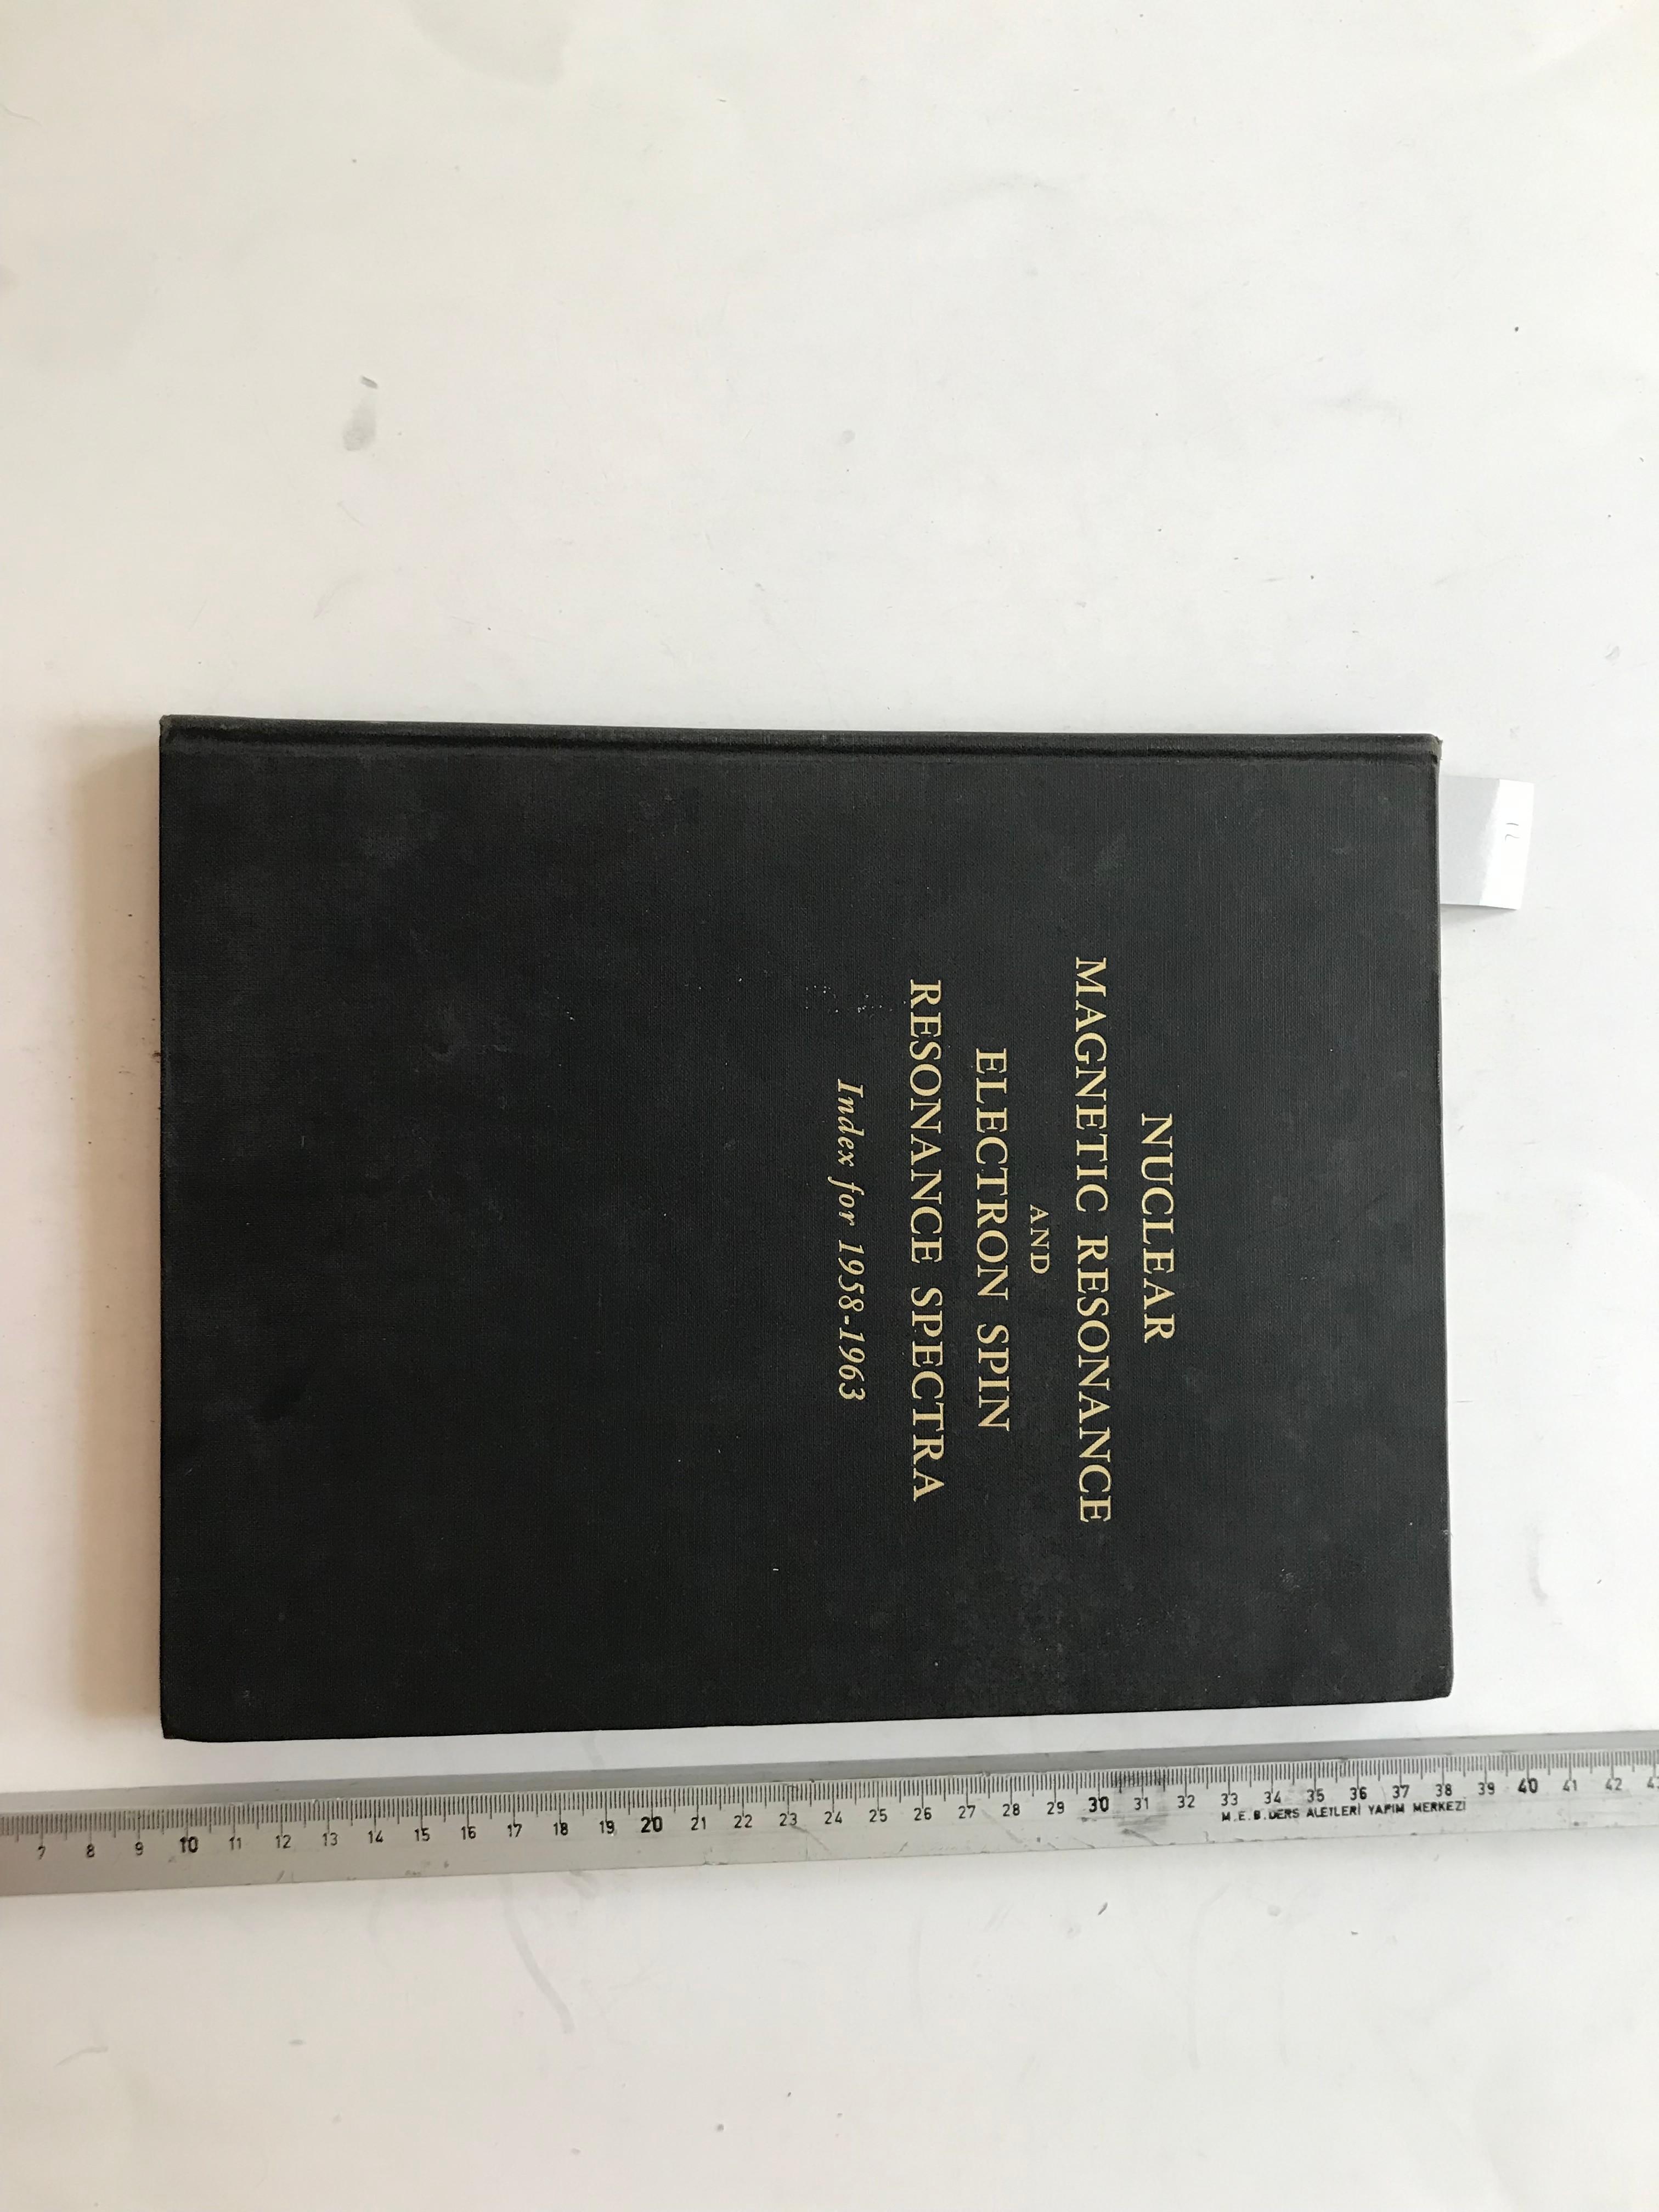 NUCLEAR
MAGNETIC RESONANCE
AND
ELECTRON SPIN
RESONANCE SPECTRA
Index for 1958-1963
7 8 9 10 11 12 13 14 15 16 17 18 19 20 21 22 23 24 25 26 27 28 29 30 31 32 33 34 35 36 37 38 39 40 41 42
M.E.B. DERS ALETLERİ YAPIM MERKEZİ